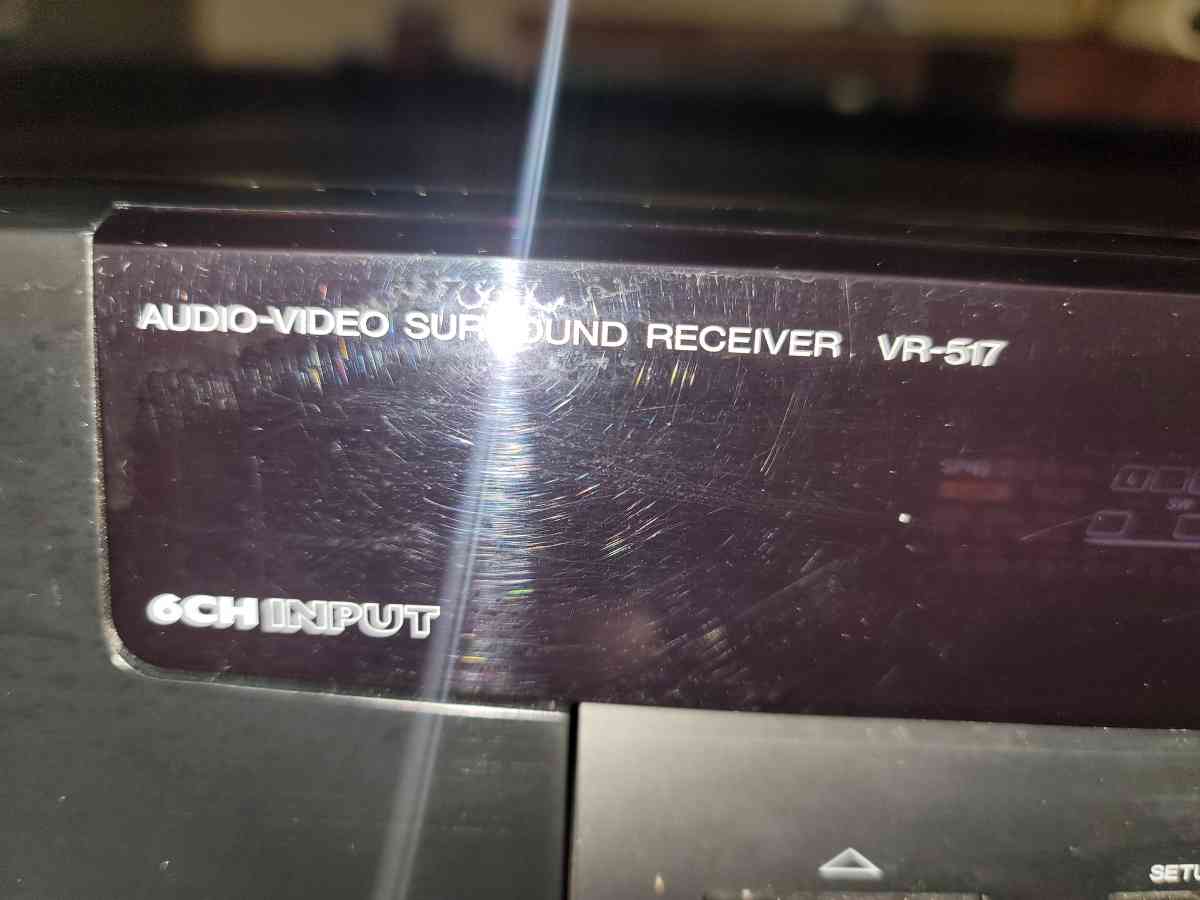 AUDIO-VIDEO SURROUND RECEIVER VR-517
6CH INPUT